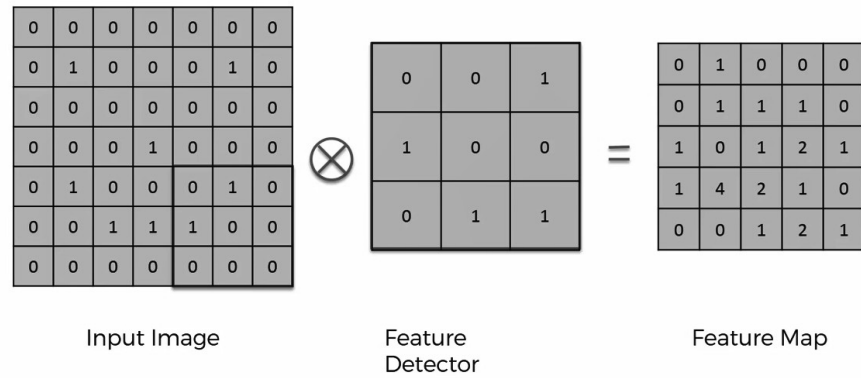 0 0 0 0 0 0 0
0 1 0 0 0 1 0
0 0 0 0 0 0 0
0 0 0 1 0 0 0
0 1 0 0 0 1 0
0 0 1 1 1 0 0
0 0 0 0 0 0 0
0 0 1
1 0 0
0 1 1
=
0 1 0 0 0
0 1 1 1 0
1 0 1 2 1
1 4 2 1 0
0 0 1 2 1
Input Image
Feature
Detector
Feature Map